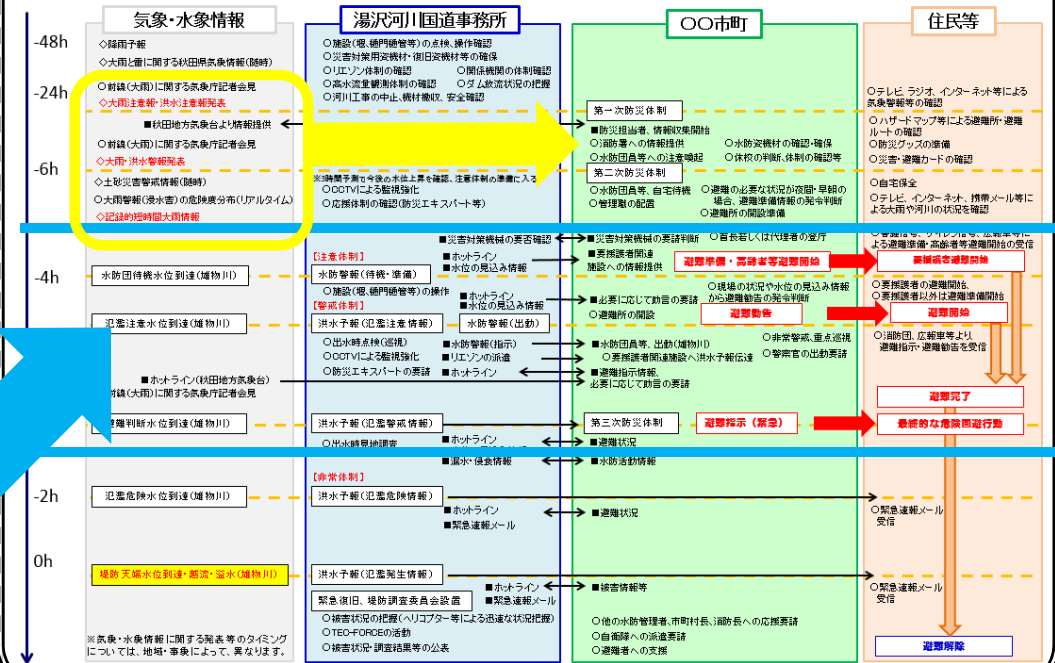 気象・水象情報
湯沢河川国道事務所
〇〇市町
住民等
-48h
-24h
-6h
-4h
-2h
0h
◇降雨予報
◇大雨と雷に関する秋田県気象情報(随時)
○前線(大雨)に関する気象庁記者会見
◇大雨注意報・洪水注意報発表
■秋田地方気象台より情報提供
○前線(大雨)に関する気象庁記者会見
◇大雨・洪水警報発表
◇土砂災害警戒情報(随時)
○大雨警報(浸水害)の危険度分布(リアルタイム)
◇記録的短時間大雨情報
水防団待機水位到達(雄物川)
氾濫注意水位到達(雄物川)
■ホットライン(秋田地方気象台)
前線(大雨)に関する気象庁記者会見
避難判断水位到達(雄物川)
氾濫危険水位到達(雄物川)
堤防天端水位到達・越流・溢水(雄物川)
※気象・水象情報に関する発表等のタイミング
については、地域・事象によって、異なります。
○施設(堰、樋門樋管等)の点検、操作確認
○災害対策用資機材・復旧資機材等の確保
○リエゾン体制の確認 ○関係機関の体制確認
○高水流量観測体制の確認 ○ダム放流状況の把握
○河川工事の中止、機材撤収、安全確認
※3時間予測で今後の水位上昇を確認、注意体制の準備に入る
○CCTVによる監視強化
○応援体制の確認(防災エキスパート等)
■災害対策機械の要否確認
【注意体制】
■ホットライン
■水位の見込み情報
水防警報(待機・準備)
○施設(堰、樋門樋管等)の操作
■ホットライン
■水位の見込み情報
【警戒体制】
洪水予報(氾濫注意情報)
水防警報(出動)
○出水時点検(巡視)
■水防警報(指示)
○CCTVによる監視強化
■リエゾンの派遣
○防災エキスパートの要請
■ホットライン
洪水予報(氾濫警戒情報)
○出水時見地調査
■ホットライン
■漏水・侵食情報
【非常体制】
洪水予報(氾濫危険情報)
■ホットライン
■緊急速報メール
洪水予報(氾濫発生情報)
■ホットライン
■緊急速報メール
緊急復旧、堤防調査委員会設置
○被害状況の把握(ヘリコプター等による迅速な状況把握)
○TEC-FORCEの活動
○被害状況・調査結果等の公表
第一次防災体制
■防災担当者、情報収集開始
○消防署への情報提供
○水防資機材の確認・確保
○水防団員等への注意喚起
○休校の判断、体制の確認等
第二次防災体制
○水防団員等、自宅待機
○管理職の配置
○避難の必要な状況が夜間・早朝の
場合、避難準備情報の発令判断
○避難所の開設準備
■災害対策機械の要請判断
○首長若しくは代理者の登庁
■要援護者関連
施設への情報提供
避難準備・高齢者等避難開始
■必要に応じて助言の要請
○現場の状況や水位の見込み情報
から避難勧告の発令判断
○避難所の開設
避難勧告
■水防団員等、出動(雄物川)
○非常警戒、重点巡視
○要援護者関連施設へ洪水予報伝達
○警察官の出動要請
■避難指示情報、
必要に応じて助言の要請
第三次防災体制
避難指示(緊急)
■避難状況
■水防活動情報
■避難状況
■被害情報等
○他の水防管理者、市町村長、消防長への応援要請
○自衛隊への派遣要請
○避難者への支援
○テレビ、ラジオ、インターネット等による
気象警報等の確認
○ハザードマップ等による避難所・避難
ルートの確認
○防災グッズの準備
○災害・避難カードの確認
○自宅保全
○テレビ、インターネット、携帯メール等に
よる大雨や河川の状況を確認
よる避難準備・高齢者等避難開始の受信
要援護者避難開始
○要援護者の避難開始、
○要援護者以外は避難準備開始
避難開始
○消防団、広報車等より
避難指示・避難勧告を受信
避難完了
最終的な危険回避行動
○緊急速報メール
受信
○緊急速報メール
受信
避難解除